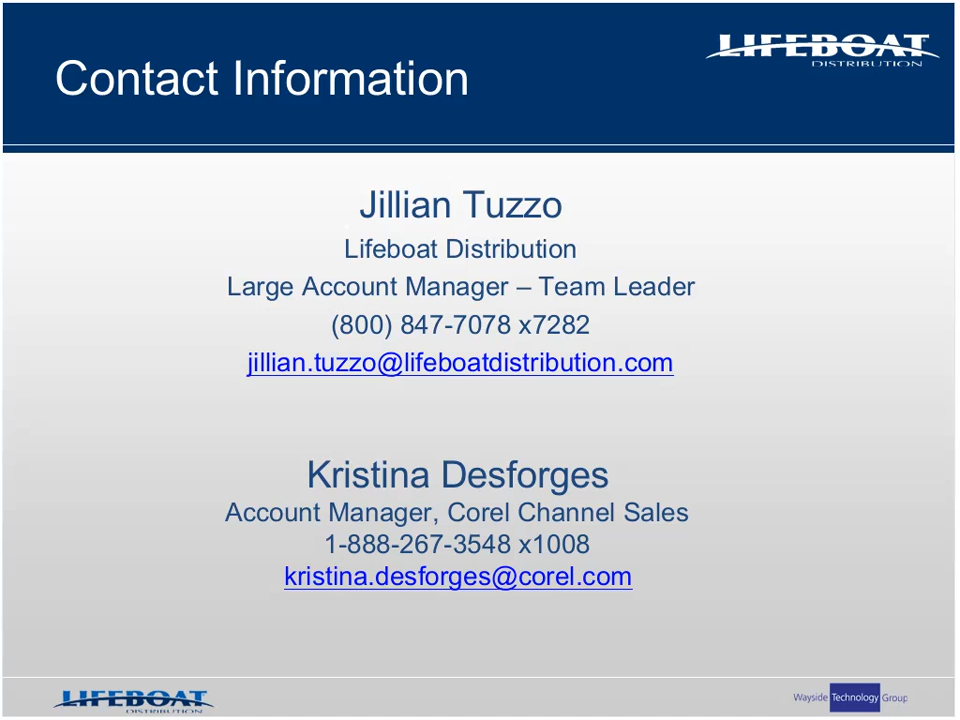 Contact Information
LIFEBOAT
DISTRIBUTION
Jillian Tuzzo
Lifeboat Distribution
Large Account Manager – Team Leader
(800) 847-7078 x7282
jillian.tuzzo@lifeboatdistribution.com
Kristina Desforges
Account Manager, Corel Channel Sales
1-888-267-3548 x1008
kristina.desforges@corel.com
LIFEBOAT
DISTRIBUTION
Wayside Technology Group